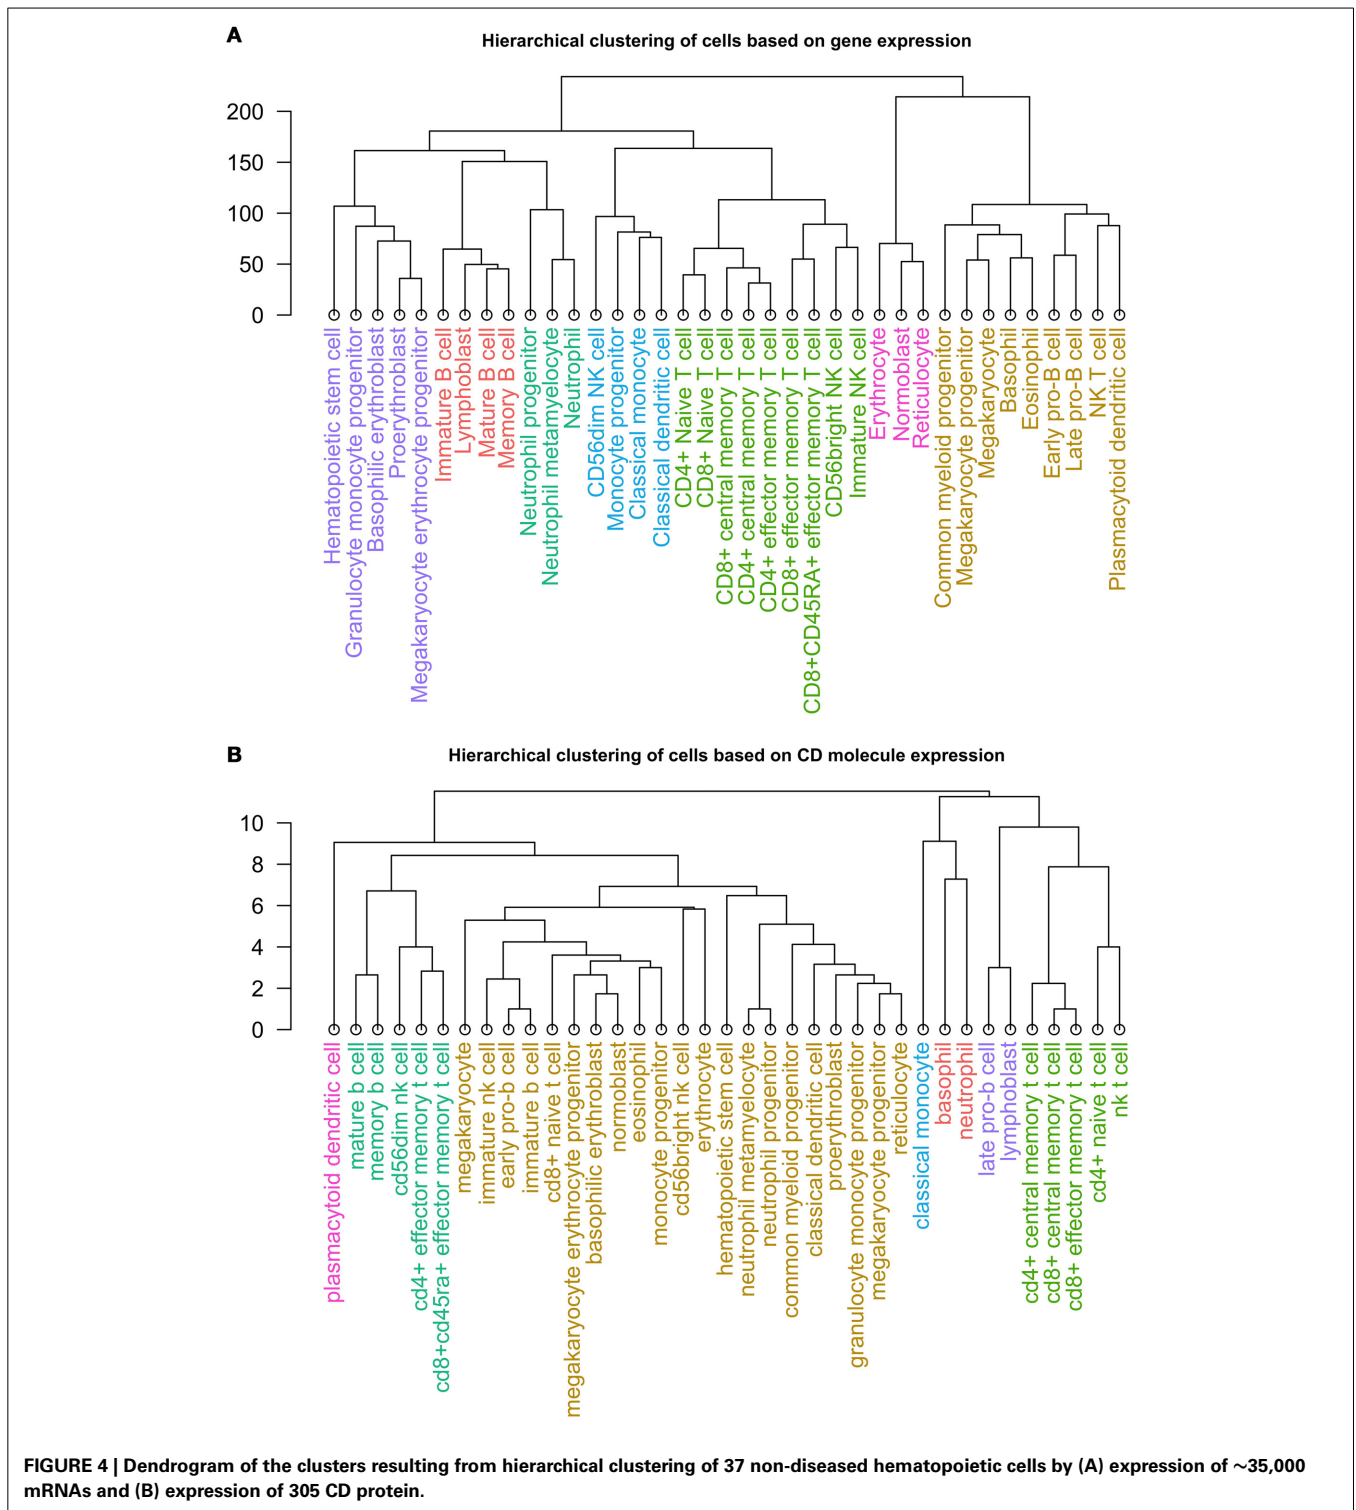 A
Hierarchical clustering of cells based on gene expression
200
150
100
50
0
Hematopoietic stem cell
Granulocyte monocyte progenitor
Basophilic erythroblast
Proerythroblast
Megakaryocyte erythrocyte progenitor
Immature B cell
Lymphoblast
Mature B cell
Memory B cell
Neutrophil progenitor
Neutrophil metamyelocyte
Neutrophil
CD56dim NK cell
Monocyte progenitor
Classical monocyte
Classical dendritic cell
CD4+ Naive T cell
CD8+ Naive T cell
CD8+ central memory T cell
CD4+ central memory T cell
CD4+ effector memory T cell
CD8+ effector memory T cell
CD8+CD45RA+ effector memory T cell
CD56bright NK cell
Immature NK cell
Erythrocyte
Normoblast
Reticulocyte
Common myeloid progenitor
Megakaryocyte progenitor
Megakaryocyte
Basophil
Eosinophil
Early pro-B cell
Late pro-B cell
NK T cell
Plasmacytoid dendritic cell
B
Hierarchical clustering of cells based on CD molecule expression
10
8
6
4
2
0
plasmacytoid dendritic cell
mature b cell
memory b cell
cd56dim nk cell
cd4+ effector memory t cell
cd8+cd45ra+ effector memory t cell
megakaryocyte
immature nk cell
early pro-b cell
immature b cell
cd8+ naive t cell
megakaryocyte erythrocyte progenitor
basophilic erythroblast
normoblast
eosinophil
monocyte progenitor
cd56bright nk cell
erythrocyte
hematopoietic stem cell
neutrophil metamyelocyte
neutrophil progenitor
common myeloid progenitor
classical dendritic cell
proerythroblast
granulocyte monocyte progenitor
megakaryocyte progenitor
reticulocyte
classical monocyte
basophil
neutrophil
late pro-b cell
lymphoblast
cd4+ central memory t cell
cd8+ central memory t cell
cd8+ effector memory t cell
cd4+ naive t cell
nk t cell
FIGURE 4 | Dendrogram of the clusters resulting from hierarchical clustering of 37 non-diseased hematopoietic cells by (A) expression of ~35,000
mRNAs and (B) expression of 305 CD protein.